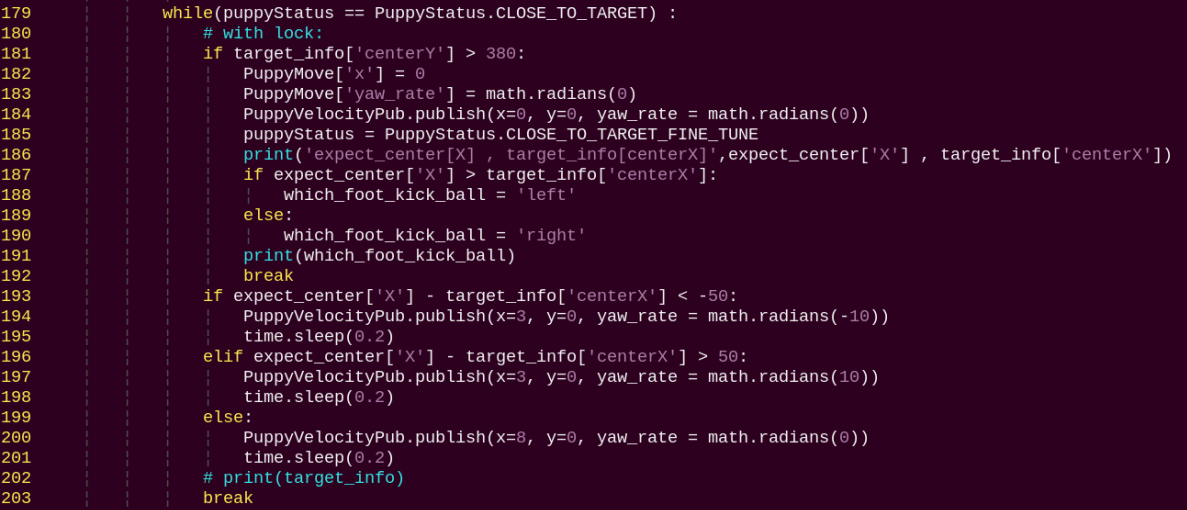 179 while(puppyStatus == PuppyStatus.CLOSE_TO_TARGET) :
180 # with lock:
181 if target_info['centerY'] > 380:
182 PuppyMove['x'] = 0
183 PuppyMove['yaw_rate'] = math.radians(0)
184 PuppyVelocityPub.publish(x=0, y=0, yaw_rate = math.radians(0))
185 puppyStatus = PuppyStatus.CLOSE_TO_TARGET_FINE_TUNE
186 print('expect_center[X] , target_info[centerX]',expect_center['X'] , target_info['centerX'])
187 if expect_center['X'] > target_info['centerX']:
188 which_foot_kick_ball = 'left'
189 else:
190 which_foot_kick_ball = 'right'
191 print(which_foot_kick_ball)
192 break
193 if expect_center['X'] - target_info['centerX'] < -50:
194 PuppyVelocityPub.publish(x=3, y=0, yaw_rate = math.radians(-10))
195 time.sleep(0.2)
196 elif expect_center['X'] - target_info['centerX'] > 50:
197 PuppyVelocityPub.publish(x=3, y=0, yaw_rate = math.radians(10))
198 time.sleep(0.2)
199 else:
200 PuppyVelocityPub.publish(x=8, y=0, yaw_rate = math.radians(0))
201 time.sleep(0.2)
202 # print(target_info)
203 break